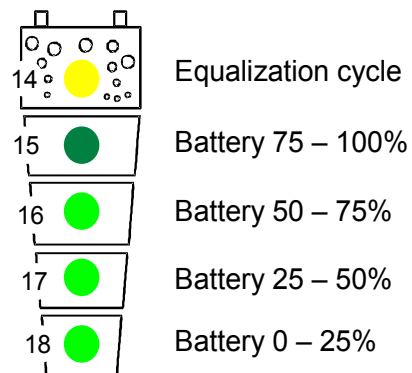 14 Equalization cycle
15 Battery 75 – 100%
16 Battery 50 – 75%
17 Battery 25 – 50%
18 Battery 0 – 25%